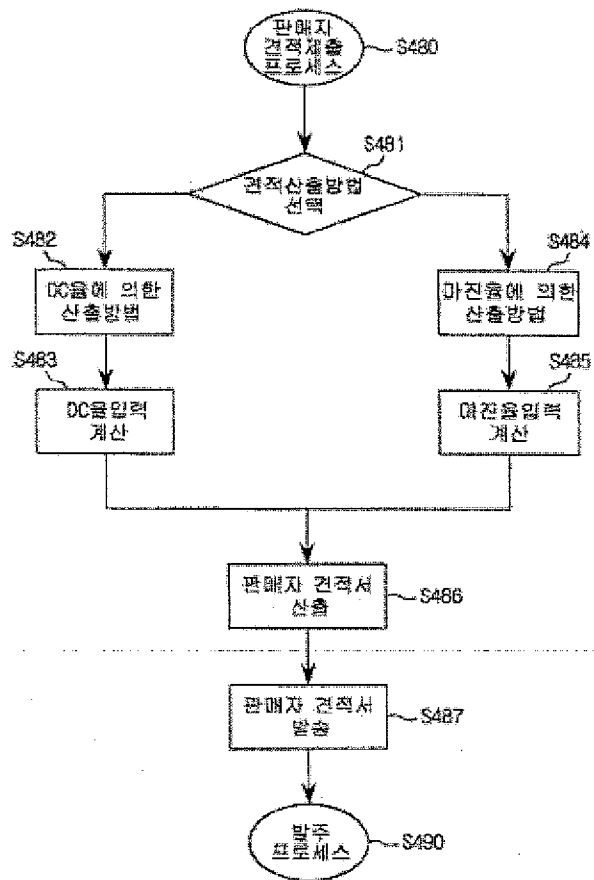 판매자
견적제출
프로세스
S480
S481
견적산출방법
선택
S482
DC율에 의한
산출방법
S484
마진율에 의한
산출방법
S483
DC율입력
계산
S485
마진율입력
계산
판매자 견적서
산출
S486
판매자 견적서
발송
S487
발주
프로세스
S490